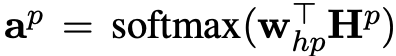 a^p = softmax(w_{hp}^⊤ H^p)